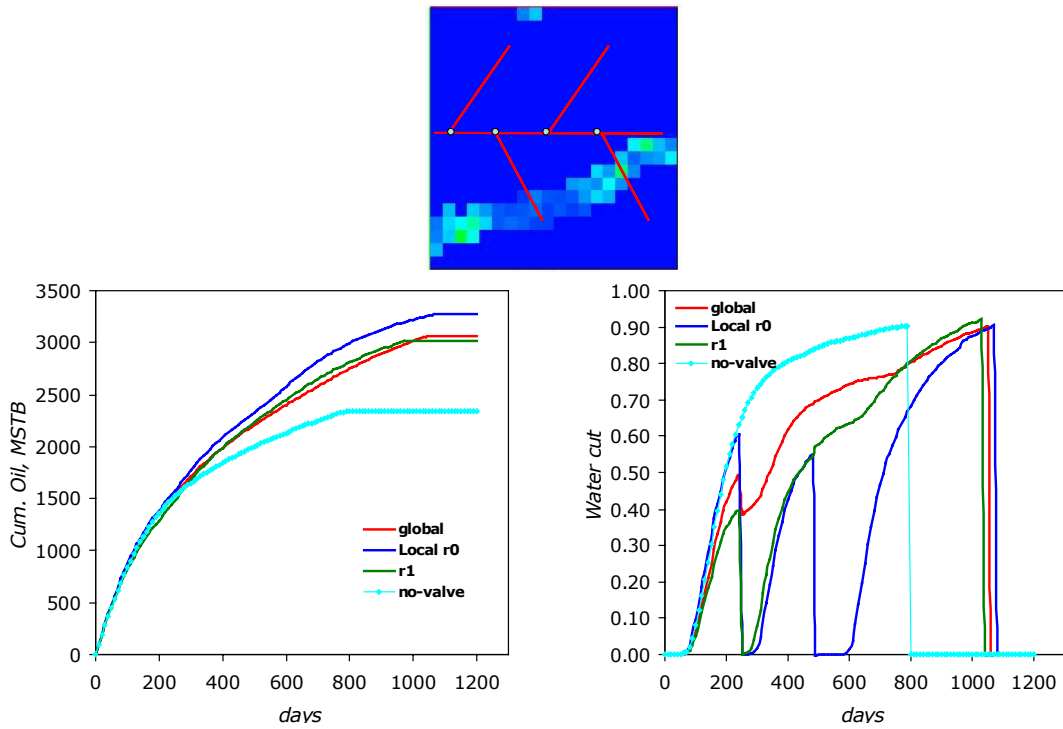 3500
3000
2500
2000
1500
1000
500
0
Cum. Oil, MSTB
global
Local r0
r1
no-valve
0 200 400 600 800 1000 1200
days
1.00
0.90
0.80
0.70
0.60
0.50
0.40
0.30
0.20
0.10
0.00
Water cut
global
Local r0
r1
no-valve
0 200 400 600 800 1000 1200
days